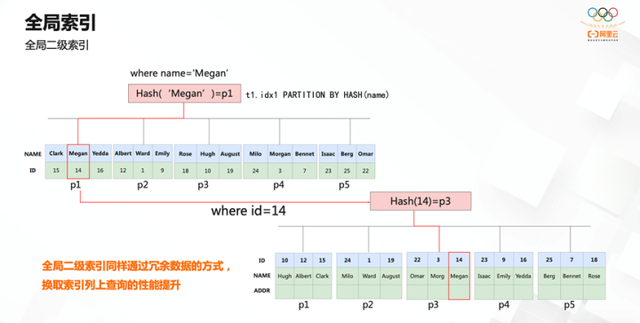 全局索引
全局二级索引
阿里云
where name='Megan'
Hash(‘Megan’)=p1
t1.idx1 PARTITION BY HASH(name)
NAME Clark Megan Yedda Albert Ward Emily Rose Hugh August Milo Morgan Bennet Isaac Berg Omar
ID 15 14 16 12 1 9 18 10 19 24 3 7 23 25 22
p1 p2 p3 p4 p5
where id=14
Hash(14)=p3
全局二级索引同样通过冗余数据的方式，
换取索引列上查询的性能提升
ID 10 12 15 24 1 19 22 3 14 23 9 16 25 7 18
NAME Hugh Albert Clark Milo Ward August Omar Morg Megan Isaac Emily Yedda Berg Bennet Rose
ADDR
p1 p2 p3 p4 p5